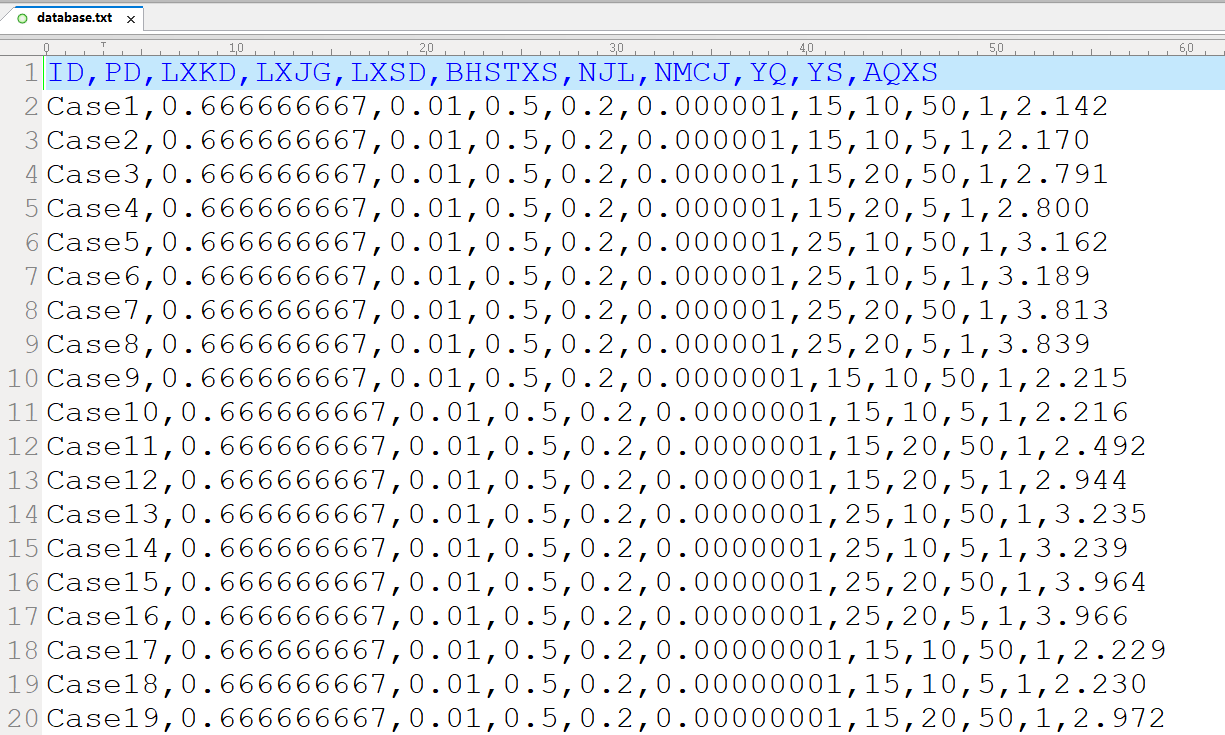 database.txt ×
0 1,0 2,0 3,0 4,0 5,0 6,0
1 ID,PD,LXKD,LXJG,LXSD,BHSTXS,NJL,NMCJ,YQ,YS,AQXS
2 Case1,0.666666667,0.01,0.5,0.2,0.000001,15,10,50,1,2.142
3 Case2,0.666666667,0.01,0.5,0.2,0.000001,15,10,5,1,2.170
4 Case3,0.666666667,0.01,0.5,0.2,0.000001,15,20,50,1,2.791
5 Case4,0.666666667,0.01,0.5,0.2,0.000001,15,20,5,1,2.800
6 Case5,0.666666667,0.01,0.5,0.2,0.000001,25,10,50,1,3.162
7 Case6,0.666666667,0.01,0.5,0.2,0.000001,25,10,5,1,3.189
8 Case7,0.666666667,0.01,0.5,0.2,0.000001,25,20,50,1,3.813
9 Case8,0.666666667,0.01,0.5,0.2,0.000001,25,20,5,1,3.839
10 Case9,0.666666667,0.01,0.5,0.2,0.0000001,15,10,50,1,2.215
11 Case10,0.666666667,0.01,0.5,0.2,0.0000001,15,10,5,1,2.216
12 Case11,0.666666667,0.01,0.5,0.2,0.0000001,15,20,50,1,2.492
13 Case12,0.666666667,0.01,0.5,0.2,0.0000001,15,20,5,1,2.944
14 Case13,0.666666667,0.01,0.5,0.2,0.0000001,25,10,50,1,3.235
15 Case14,0.666666667,0.01,0.5,0.2,0.0000001,25,10,5,1,3.239
16 Case15,0.666666667,0.01,0.5,0.2,0.0000001,25,20,50,1,3.964
17 Case16,0.666666667,0.01,0.5,0.2,0.0000001,25,20,5,1,3.966
18 Case17,0.666666667,0.01,0.5,0.2,0.00000001,15,10,50,1,2.229
19 Case18,0.666666667,0.01,0.5,0.2,0.00000001,15,10,5,1,2.230
20 Case19,0.666666667,0.01,0.5,0.2,0.00000001,15,20,50,1,2.972